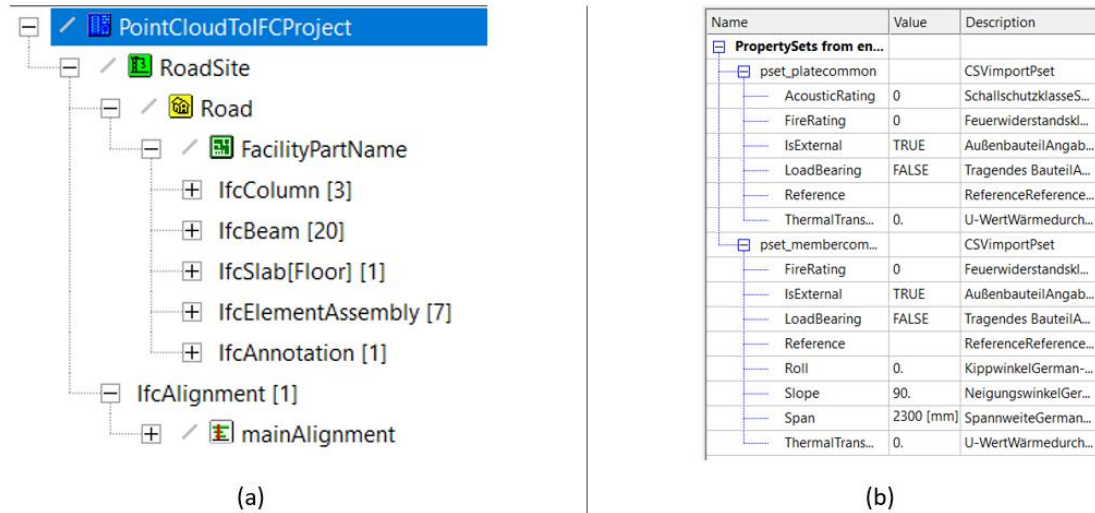 PointCloudToIFCProject
RoadSite
Road
FacilityPartName
IfcColumn [3]
IfcBeam [20]
IfcSlab[Floor] [1]
IfcElementAssembly [7]
IfcAnnotation [1]
IfcAlignment [1]
mainAlignment
(a)
Name Value Description
PropertySets from en...
pset_platecommon CSVimportPset
AcousticRating 0 SchallschutzklasseS...
FireRating 0 Feuerwiderstandskl...
IsExternal TRUE AußenbauteilAngab...
LoadBearing FALSE Tragendes BauteilA...
Reference ReferenceReference...
ThermalTrans... 0. U-WertWärmedurch...
pset_membercom... CSVimportPset
FireRating 0 Feuerwiderstandskl...
IsExternal TRUE AußenbauteilAngab...
LoadBearing FALSE Tragendes BauteilA...
Reference ReferenceReference...
Roll 0. KippwinkelGerman-...
Slope 90. NeigungswinkelGer...
Span 2300 [mm] SpannweiteGerman...
ThermalTrans... 0. U-WertWärmedurch...
(b)